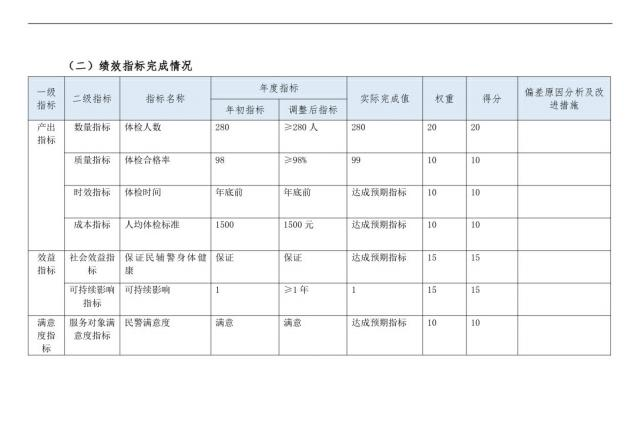 （二）绩效指标完成情况
一级指标 二级指标 指标名称 年度指标 实际完成值 权重 得分 偏差原因分析及改进措施
年初指标 调整后指标
产出指标 数量指标 体检人数 280 ≥280 人 280 20 20
质量指标 体检合格率 98 ≥98% 99 10 10
时效指标 体检时间 年底前 年底前 达成预期指标 10 10
成本指标 人均体检标准 1500 1500 元 达成预期指标 10 10
效益指标 社会效益指标 保证民辅警身体健康 保证 保证 达成预期指标 15 15
可持续影响指标 可持续影响 1 ≥1 年 1 15 15
满意度指标 服务对象满意度指标 民警满意度 满意 满意 达成预期指标 10 10